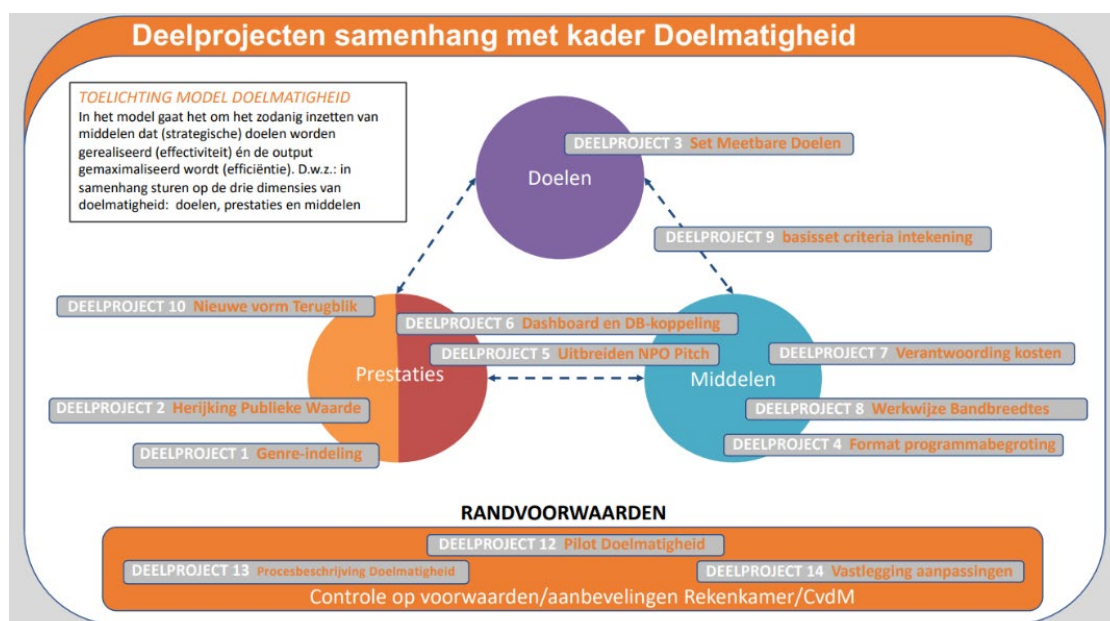 Deelprojecten samenhang met kader Doelmatigheid
TOELICHTING MODEL DOELMATIGHEID
In het model gaat het om het zodanig inzetten van
middelen dat (strategische) doelen worden
gerealiseerd (effectiviteit) én de output
gemaximaliseerd wordt (efficiëntie). D.w.z.: in
samenhang sturen op de drie dimensies van
doelmatigheid: doelen, prestaties en middelen
DEELPROJECT 3 Set Meetbare Doelen
Doelen
DEELPROJECT 9 basisset criteria intekening
DEELPROJECT 10 Nieuwe vorm Terugblik
DEELPROJECT 6 Dashboard en DB-koppeling
DEELPROJECT 5 Uitbreiden NPO Pitch
DEELPROJECT 7 Verantwoording kosten
Prestaties
Middelen
DEELPROJECT 2 Herijking Publieke Waarde
DEELPROJECT 8 Werkwijze Bandbreedtes
DEELPROJECT 1 Genre-indeling
DEELPROJECT 4 Format programmabegroting
RANDVOORWAARDEN
DEELPROJECT 12 Pilot Doelmatigheid
DEELPROJECT 13 Procesbeschrijving Doelmatigheid
DEELPROJECT 14 Vastlegging aanpassingen
Controle op voorwaarden/aanbevelingen Rekenkamer/CvdM